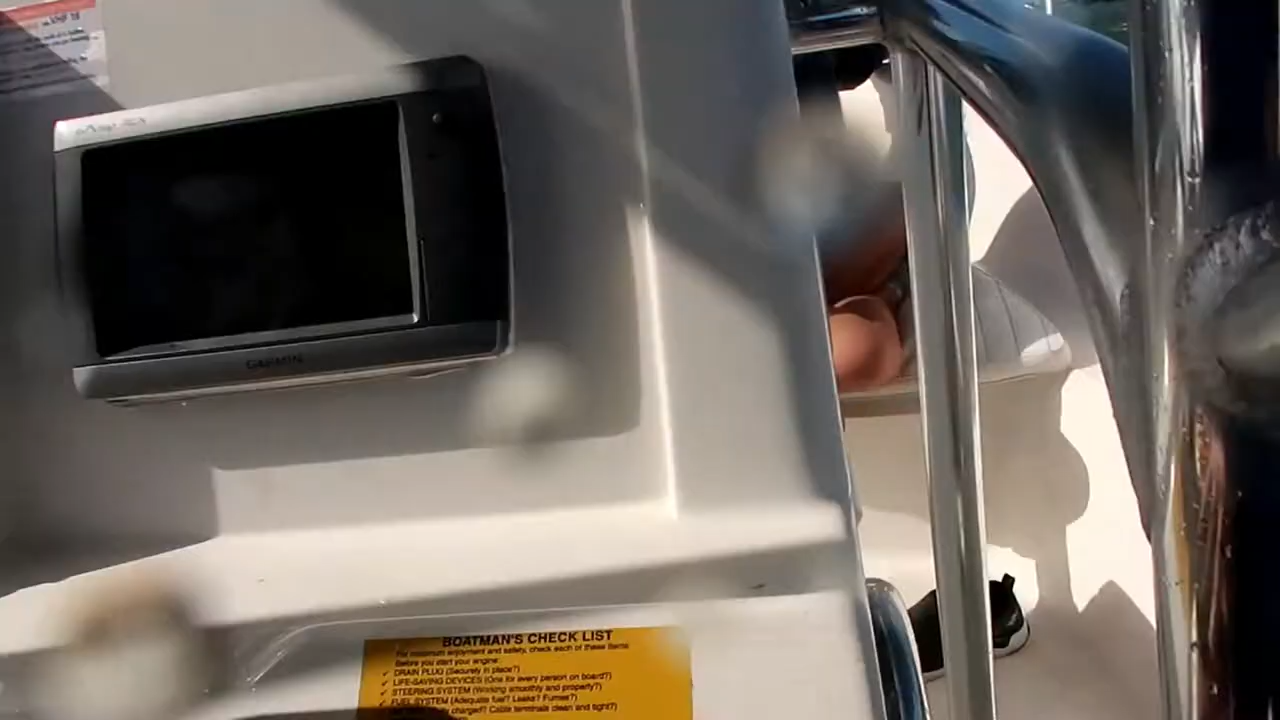 GARMIN
BOATMAN'S CHECK LIST
For maximum enjoyment and safety, check each of these items
Before you start your engine:
✓ DRAIN PLUG (Securely in place?)
✓ LIFE-SAVING DEVICES (One for every person on board?)
✓ STEERING SYSTEM (Working smoothly and properly?)
✓ FUEL SYSTEM (Adequate fuel? Leaks? Fumes?)
charged? Cable terminals clean and tight?)